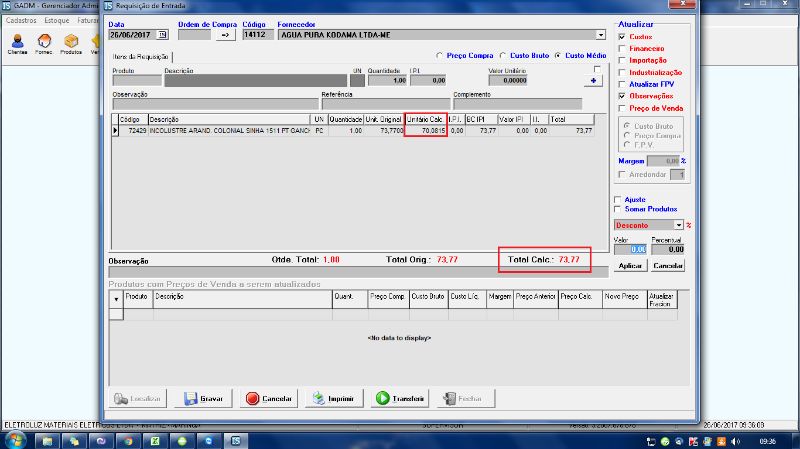 GADM - Gerenciador Admi
Requisição de Entrada
Cadastros Estoque Faturar
Clientes Fornec. Produtos
Data
26/06/2017 15
Ordem de Compra
Código
14112
Fornecedor
AGUA PURA KODAMA LTDA-ME
Itens da Requisição
Preço Compra Custo Bruto Custo Médio
Produto Descrição UN Quantidade I.P.I. Valor Unitário
1,00 0,00 0,00000
Observação Referência Complemento
Código Descrição UN Quantidade Unit. Original Unitário Calc. I.P.I. BC IPI Valor IPI I.I. Total
72429 INCOLUSTRE ARAND. COLONIAL SINHA 1511 PT-GANCH PC 1,00 73,7700 70,0815 0,00 73,77 0,00 0,00 73,77
Observação Qtde. Total: 1,00 Total Orig.: 73,77 Total Calc.: 73,77
Produtos com Preços de Venda a serem atualizados
Produto Descrição Quant. Preço Comp. Custo Bruto Custo Líq. Margem Preço Anterior Preço Calc. Novo Preço Atualizar Fracion
<No data to display>
Localizar Gravar Cancelar Imprimir Transferir Fechar
Atualizar
Custos
Financeiro
Importação
Industrialização
Atualizar FPV
Observações
Preço de Venda
Custo Bruto
Preço Compra
F.P.V.
Margem 0,00 %
Arredondar 1
Ajuste
Somar Produtos
Desconto %
Valor Percentual
0,00 0,00
Aplicar Cancelar
ELETROLUZ MATERIAIS ELETRICOS LTDA - MATRIZ - MARINGA SUPERVISOR 26/06/2017 09:36:08
09:36